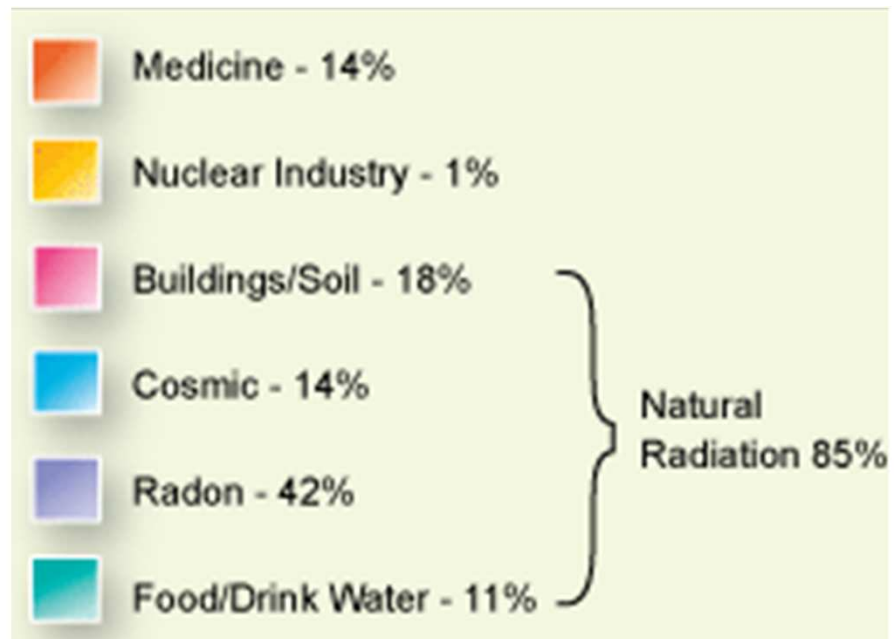 Medicine - 14%
Nuclear Industry - 1%
Buildings/Soil - 18%
Cosmic - 14%
Radon - 42%
Food/Drink Water - 11%
Natural
Radiation 85%